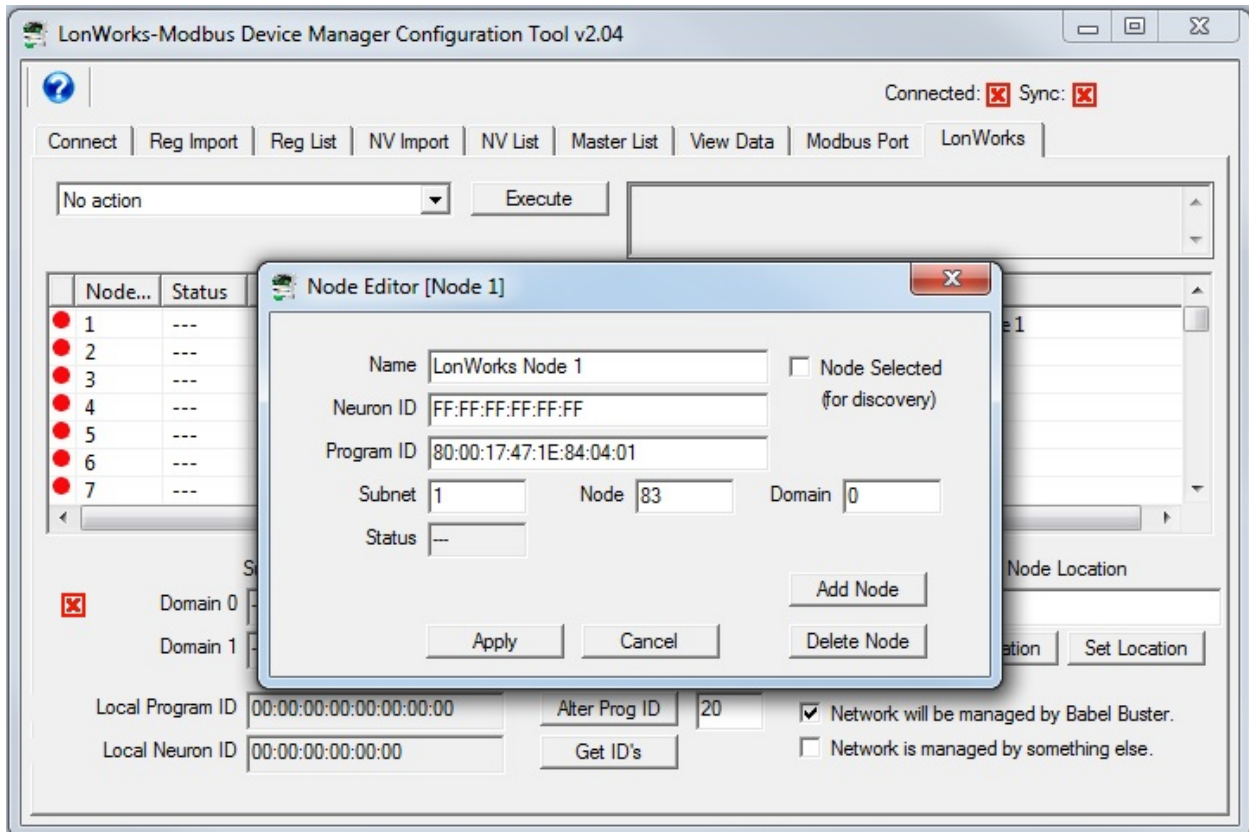 LonWorks-Modbus Device Manager Configuration Tool v2.04
Connected: Sync:
Connect Reg Import Reg List NV Import NV List Master List View Data Modbus Port LonWorks
No action Execute
Node... Status
1 --- e 1
2 ---
3 ---
4 ---
5 ---
6 ---
7 ---
Node Editor [Node 1]
Name LonWorks Node 1 Node Selected
(for discovery)
Neuron ID FF:FF:FF:FF:FF:FF
Program ID 80:00:17:47:1E:84:04:01
Subnet 1 Node 83 Domain 0
Status ---
Add Node
Apply Cancel Delete Node
Node Location
Domain 0
Domain 1 ation Set Location
Local Program ID 00:00:00:00:00:00:00:00 Alter Prog ID 20 Network will be managed by Babel Buster.
Local Neuron ID 00:00:00:00:00:00 Get ID's Network is managed by something else.